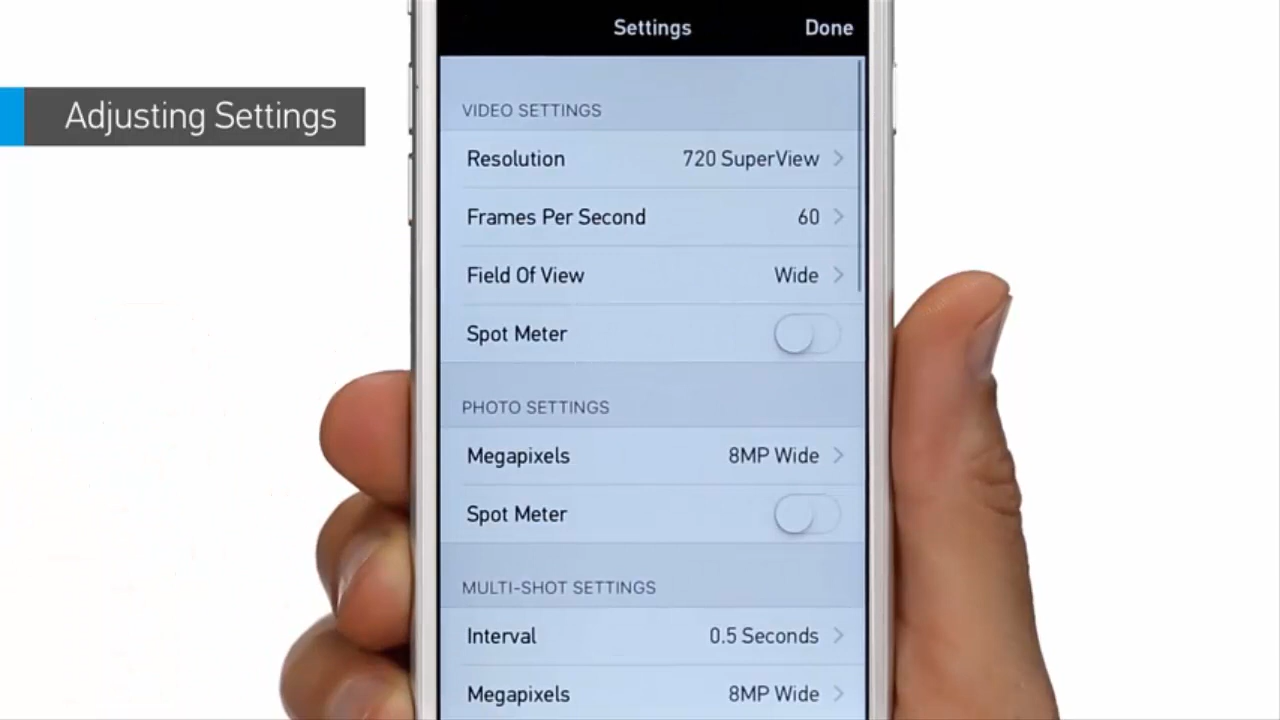 Settings Done
Adjusting Settings
VIDEO SETTINGS
Resolution 720 SuperView
Frames Per Second 60
Field Of View Wide
Spot Meter
PHOTO SETTINGS
Megapixels 8MP Wide
Spot Meter
MULTI-SHOT SETTINGS
Interval 0.5 Seconds
Megapixels 8MP Wide